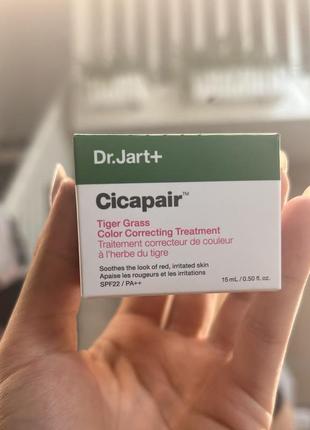 Dr.Jart+
Cicapair™
Tiger Grass
Color Correcting Treatment
Traitement correcteur de couleur
à l'herbe du tigre
Soothes the look of red, irritated skin
Apaise les rougeurs et les irritations
SPF22 / PA++
15 mL / 0.50 fl. oz.